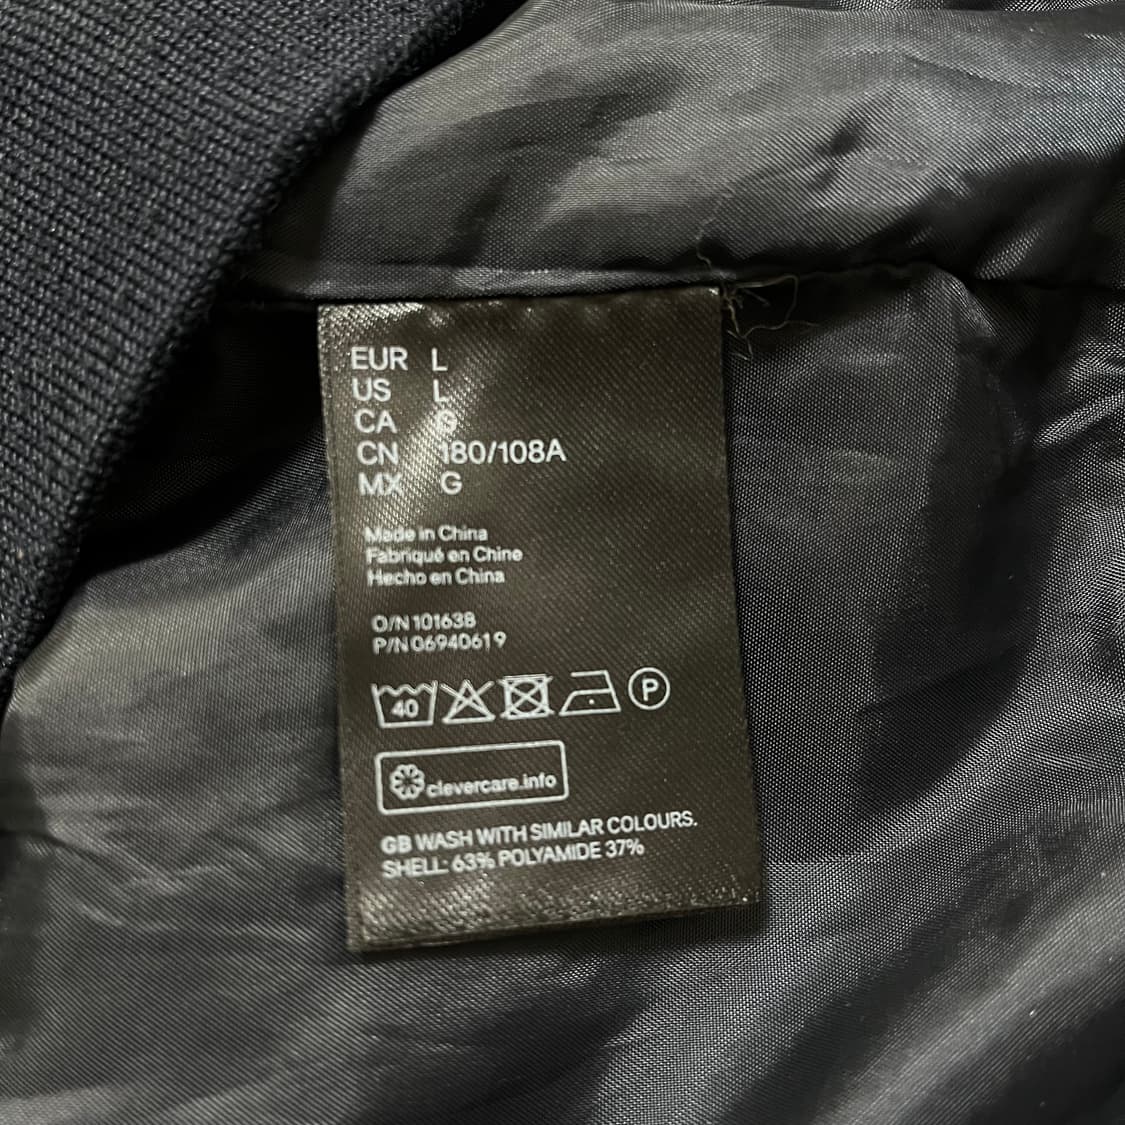 EUR L
US L
CA G
CN 180/108A
MX G
Made in China
Fabriqué en Chine
Hecho en China
O/N 101638
P/N 06940619
40 P
clevercare.info
GB WASH WITH SIMILAR COLOURS.
SHELL: 63% POLYAMIDE 37%